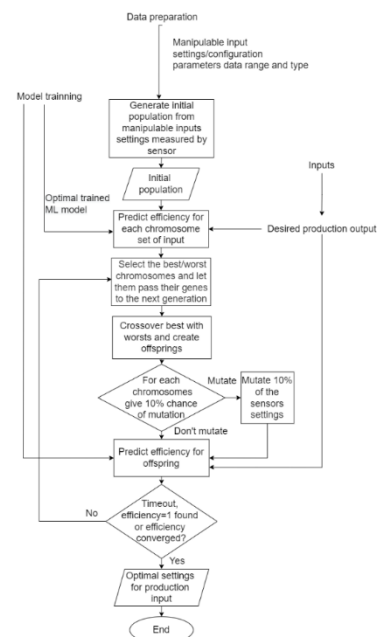 Data preparation
Manipulable input
settings/configuration
parameters data range and type
Model trainning
Generate initial
population from
manipulable inputs
settings measured by
sensor
Inputs
Initial
population
Optimal trained
ML model
Predict efficiency for
each chromosome
set of input
Desired production output
Select the best/worst
chromosomes and let
them pass their genes
to the next generation
Crossover best with
worsts and create
offsprings
For each
chromosomes
give 10% chance
of mutation
Mutate
Mutate 10%
of the
sensors
settings
Don't mutate
Predict efficiency for
offspring
Timeout,
efficiency=1 found
or efficiency
converged?
No
Yes
Optimal settings
for production
input
End